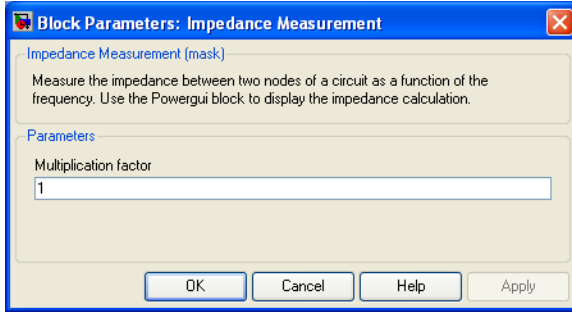 Block Parameters: Impedance Measurement
Impedance Measurement (mask)
Measure the impedance between two nodes of a circuit as a function of the
frequency. Use the Powergui block to display the impedance calculation.
Parameters
Multiplication factor
1
OK Cancel Help Apply